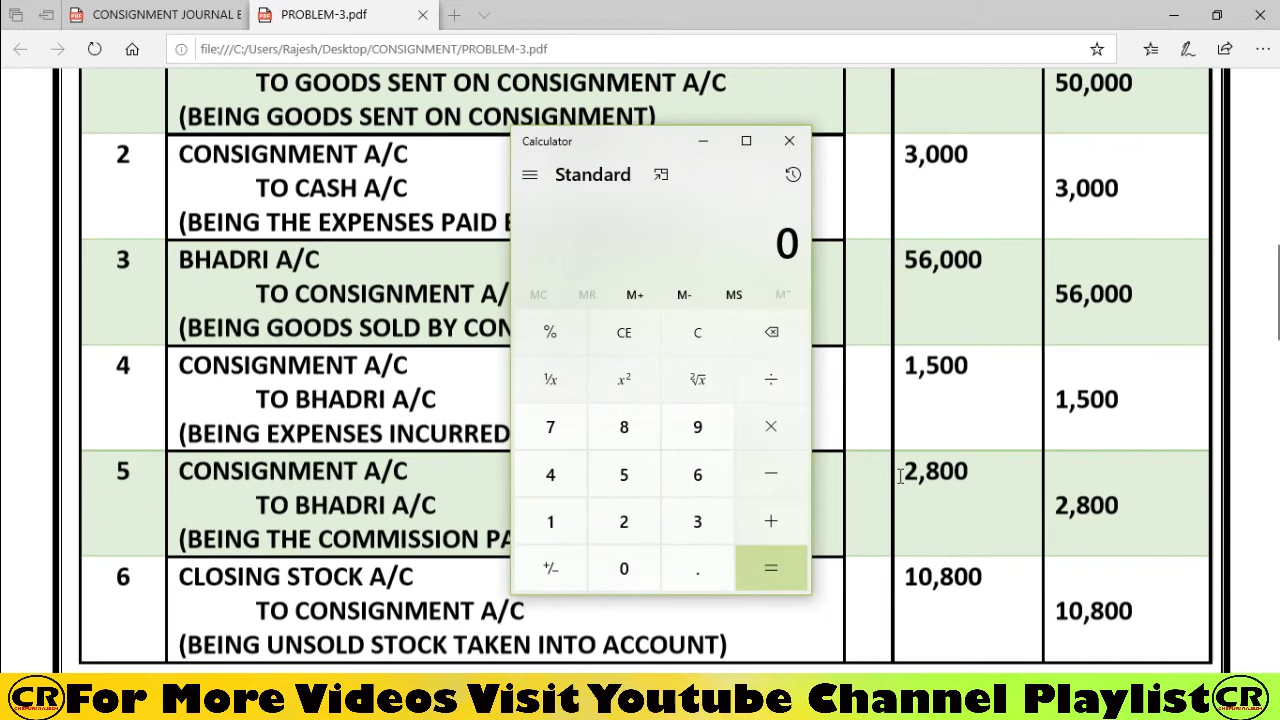 CONSIGNMENT JOURNAL E
PROBLEM-3.pdf
file:///C:/Users/Rajesh/Desktop/CONSIGNMENT/PROBLEM-3.pdf
TO GOODS SENT ON CONSIGNMENT A/C 50,000
(BEING GOODS SENT ON CONSIGNMENT)
2 CONSIGNMENT A/C 3,000
TO CASH A/C 3,000
(BEING THE EXPENSES PAID
3 BHADRI A/C 56,000
TO CONSIGNMENT A/ 56,000
(BEING GOODS SOLD BY CON
4 CONSIGNMENT A/C 1,500
TO BHADRI A/C 1,500
(BEING EXPENSES INCURRED
5 CONSIGNMENT A/C 2,800
TO BHADRI A/C 2,800
(BEING THE COMMISSION PA
6 CLOSING STOCK A/C 10,800
TO CONSIGNMENT A/C 10,800
(BEING UNSOLD STOCK TAKEN INTO ACCOUNT)
Calculator
Standard
0
MC MR M+ M- MS M˅
% CE C ⌫
¹/x x² ²√x ÷
7 8 9 ×
4 5 6 −
1 2 3 +
+/− 0 . =
CR For More Videos Visit Youtube Channel Playlist CR
CHEPURI RAJESH